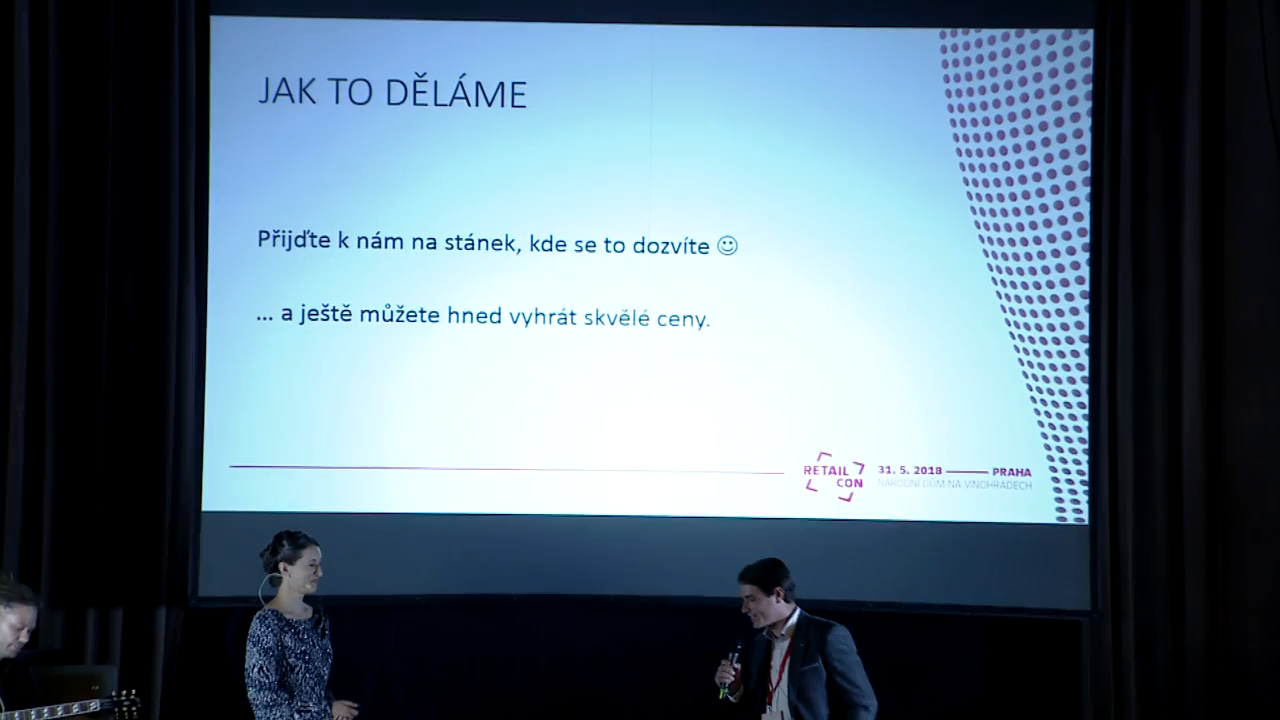 JAK TO DĚLÁME
Přijďte k nám na stánek, kde se to dozvíte ☺
... a ještě můžete hned vyhrát skvělé ceny.
RETAIL
CON
31. 5. 2018 PRAHA
NÁRODNÍ DŮM NA VINOHRADECH